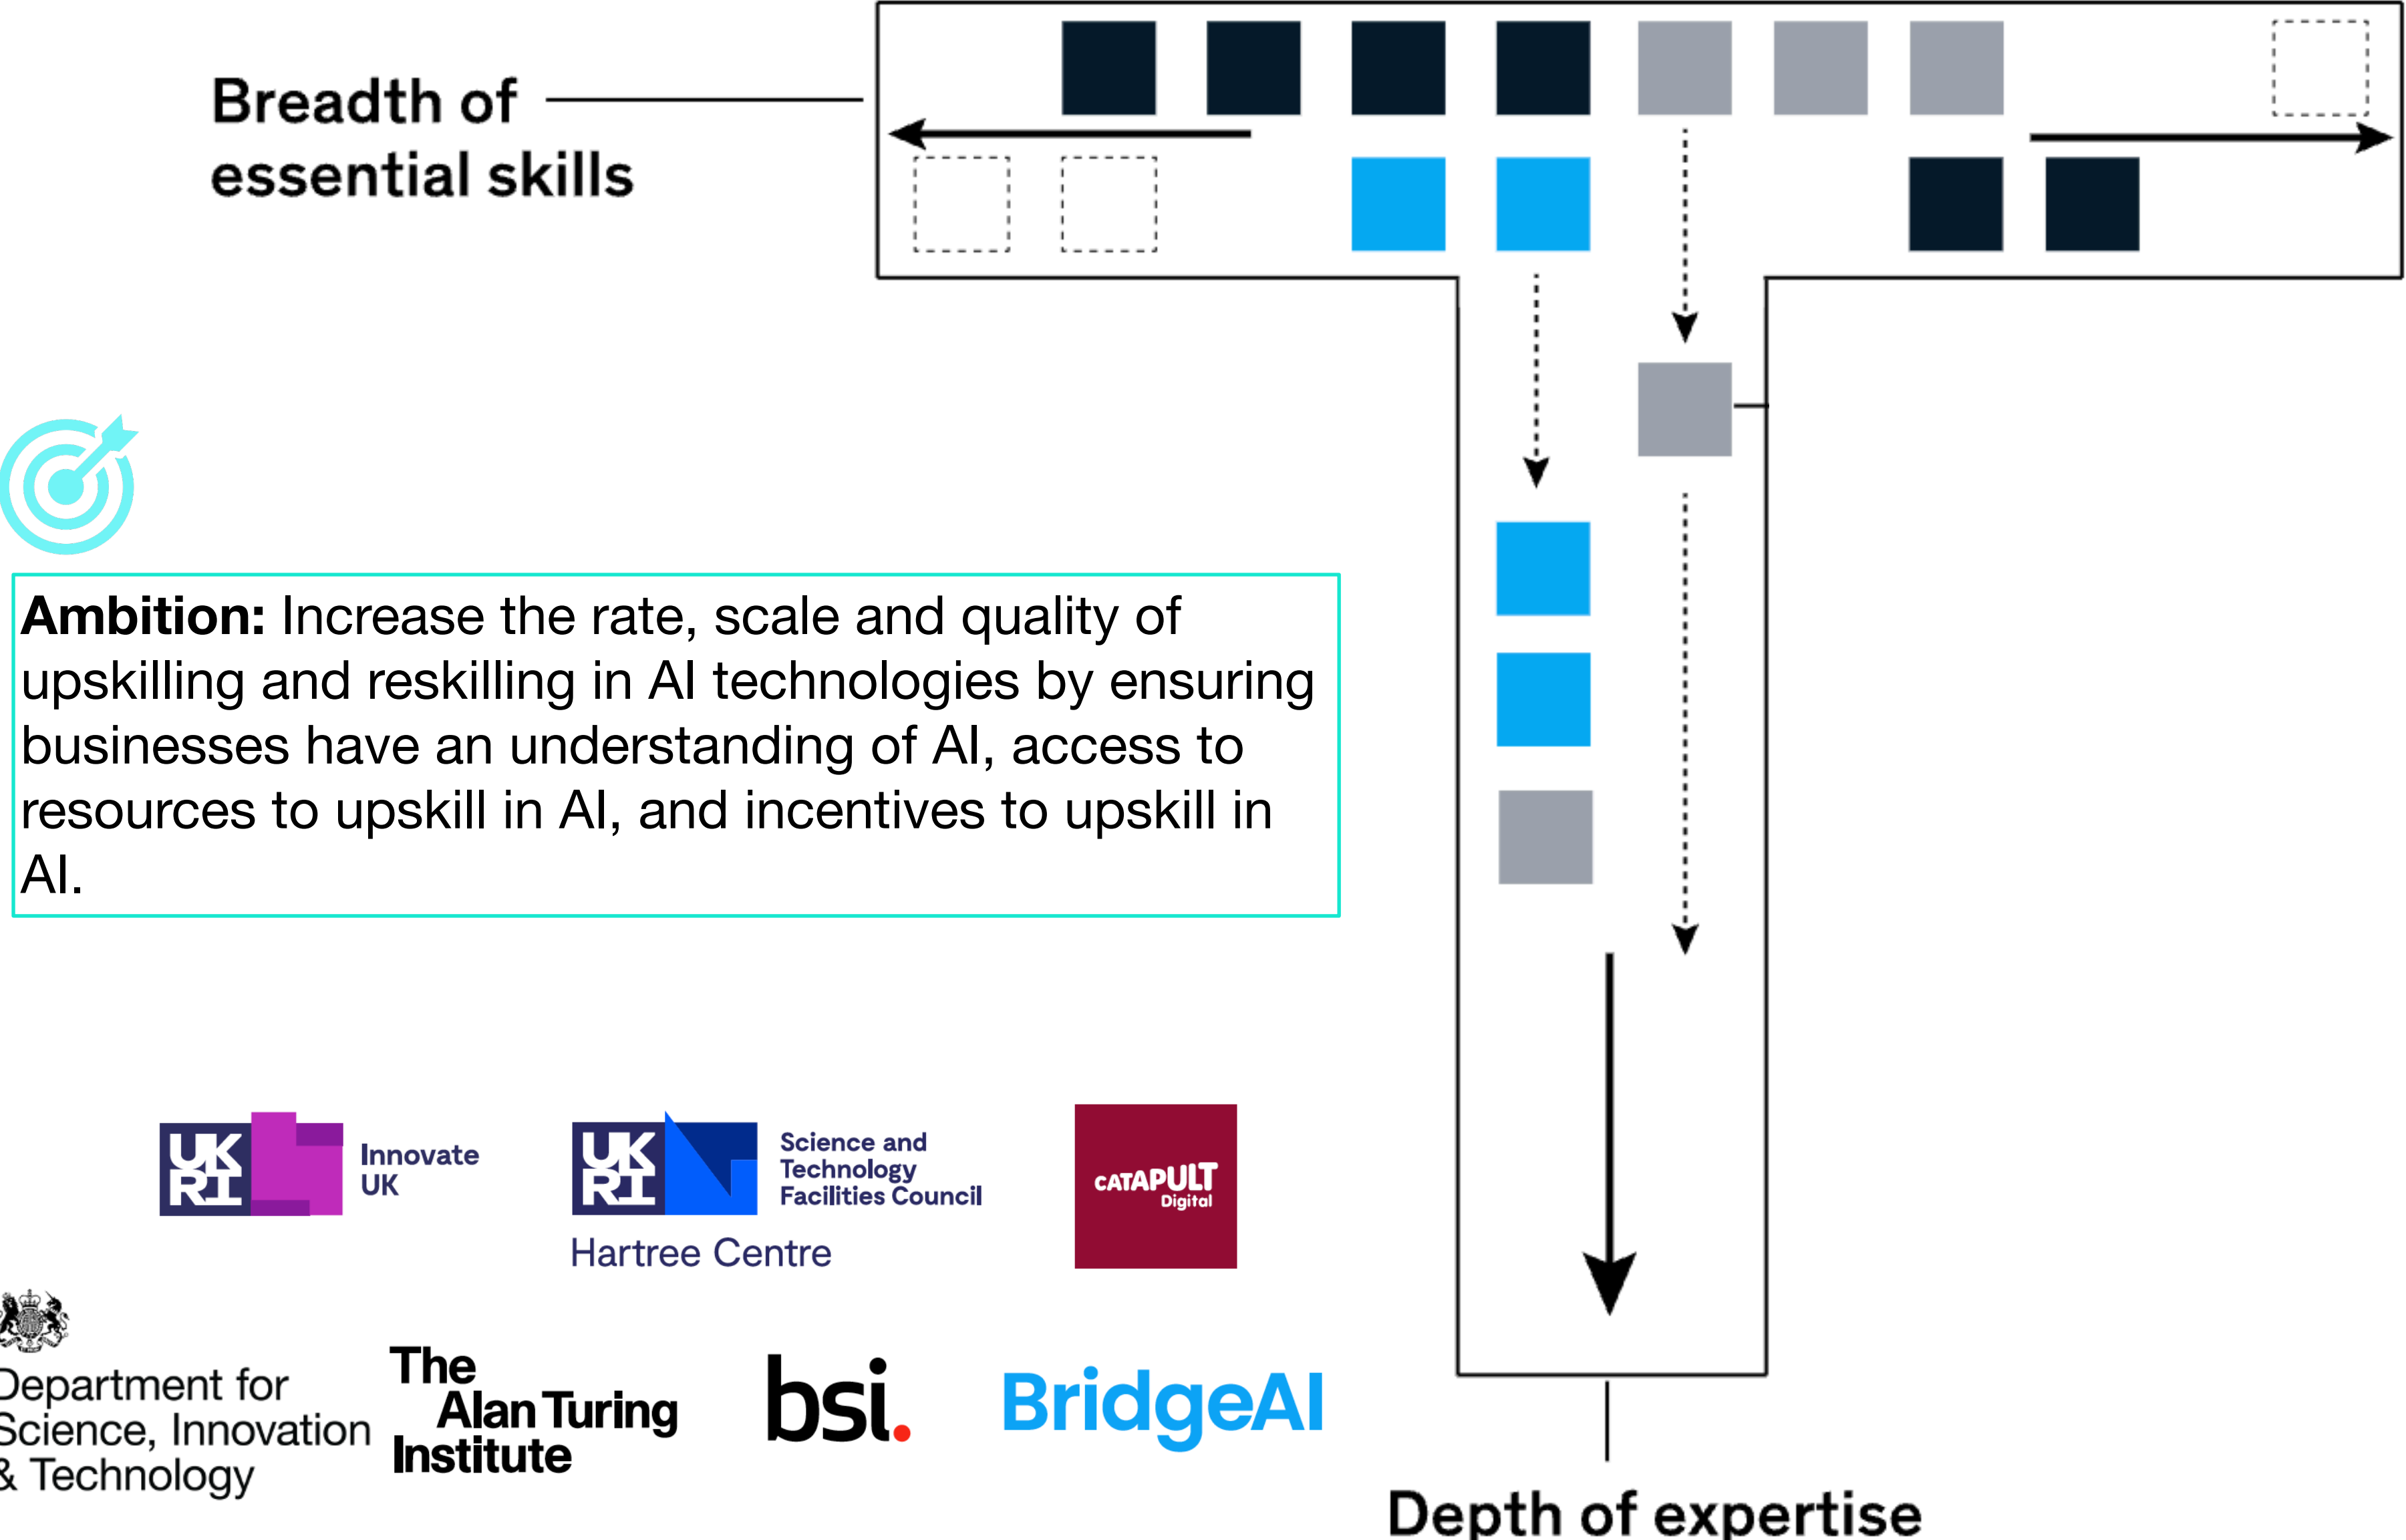 Breadth of
essential skills
Ambition: Increase the rate, scale and quality of
upskilling and reskilling in AI technologies by ensuring
businesses have an understanding of AI, access to
resources to upskill in AI, and incentives to upskill in
AI.
UK
RI
Innovate
UK
UK
RI
Science and
Technology
Facilities Council
Hartree Centre
CATAPULT
Digital
Department for
Science, Innovation
& Technology
The
Alan Turing
Institute
bsi.
BridgeAI
Depth of expertise